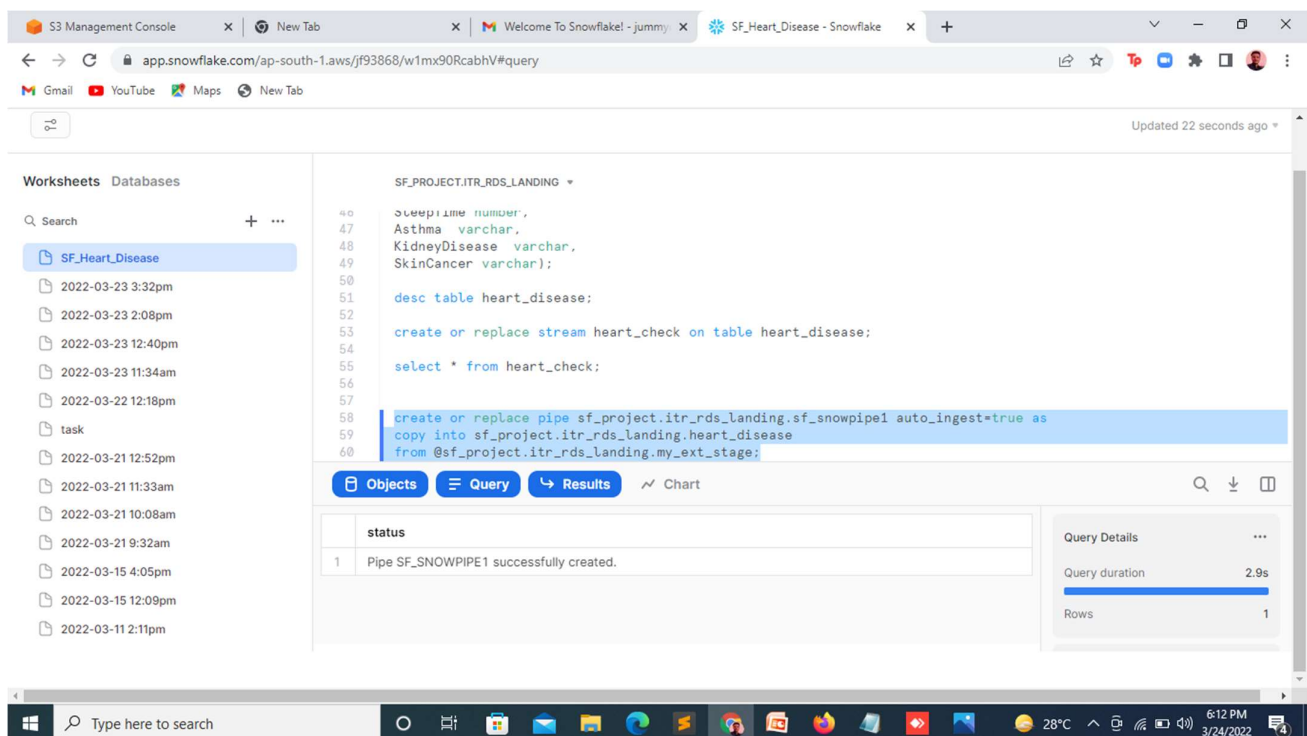 S3 Management Console
New Tab
Welcome To Snowflake! - jummy
SF_Heart_Disease - Snowflake
app.snowflake.com/ap-south-1.aws/jf93868/w1mx90RcabhV#query
Gmail YouTube Maps New Tab
Updated 22 seconds ago
Worksheets Databases
SF_PROJECT.ITR_RDS_LANDING
Search
SF_Heart_Disease
2022-03-23 3:32pm
2022-03-23 2:08pm
2022-03-23 12:40pm
2022-03-23 11:34am
2022-03-22 12:18pm
task
2022-03-21 12:52pm
2022-03-21 11:33am
2022-03-21 10:08am
2022-03-21 9:32am
2022-03-15 4:05pm
2022-03-15 12:09pm
2022-03-11 2:11pm
46 SleepTime number,
47 Asthma varchar,
48 KidneyDisease varchar,
49 SkinCancer varchar);
50
51 desc table heart_disease;
52
53 create or replace stream heart_check on table heart_disease;
54
55 select * from heart_check;
56
57
58 create or replace pipe sf_project.itr_rds_landing.sf_snowpipe1 auto_ingest=true as
59 copy into sf_project.itr_rds_landing.heart_disease
60 from @sf_project.itr_rds_landing.my_ext_stage;
Objects Query Results Chart
status
1 Pipe SF_SNOWPIPE1 successfully created.
Query Details
Query duration 2.9s
Rows 1
Type here to search
28°C
6:12 PM
3/24/2022